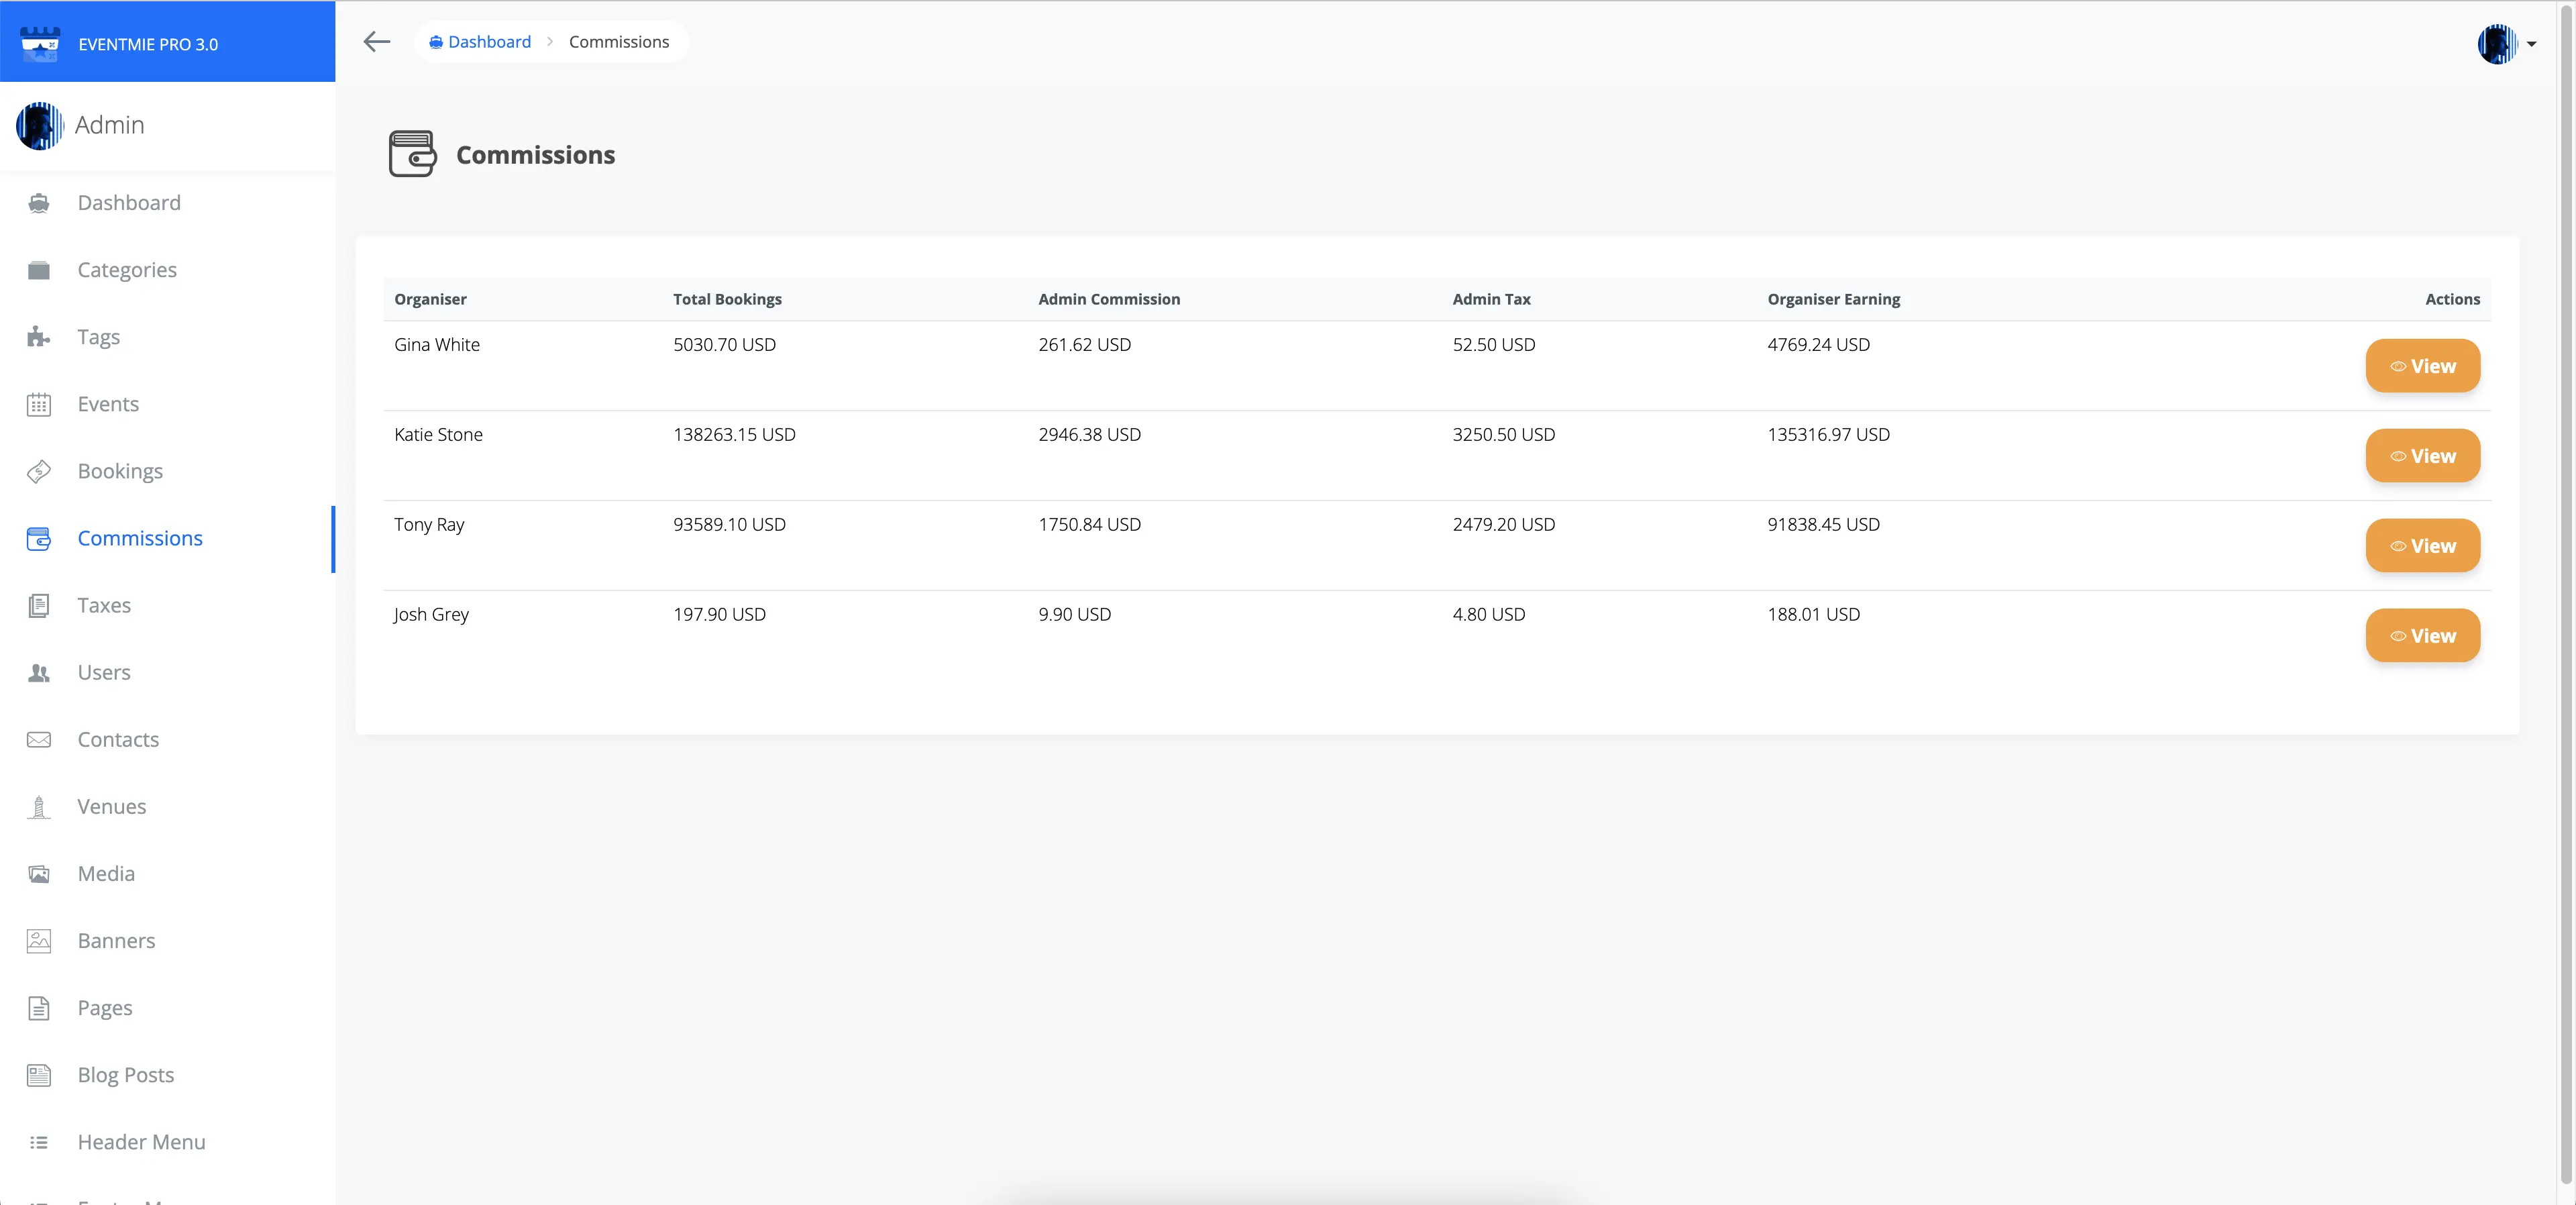 EVENTMIE PRO 3.0
Dashboard > Commissions
Admin
Dashboard
Categories
Tags
Events
Bookings
Commissions
Taxes
Users
Contacts
Venues
Media
Banners
Pages
Blog Posts
Header Menu
Commissions
Organiser Total Bookings Admin Commission Admin Tax Organiser Earning Actions
Gina White 5030.70 USD 261.62 USD 52.50 USD 4769.24 USD View
Katie Stone 138263.15 USD 2946.38 USD 3250.50 USD 135316.97 USD View
Tony Ray 93589.10 USD 1750.84 USD 2479.20 USD 91838.45 USD View
Josh Grey 197.90 USD 9.90 USD 4.80 USD 188.01 USD View